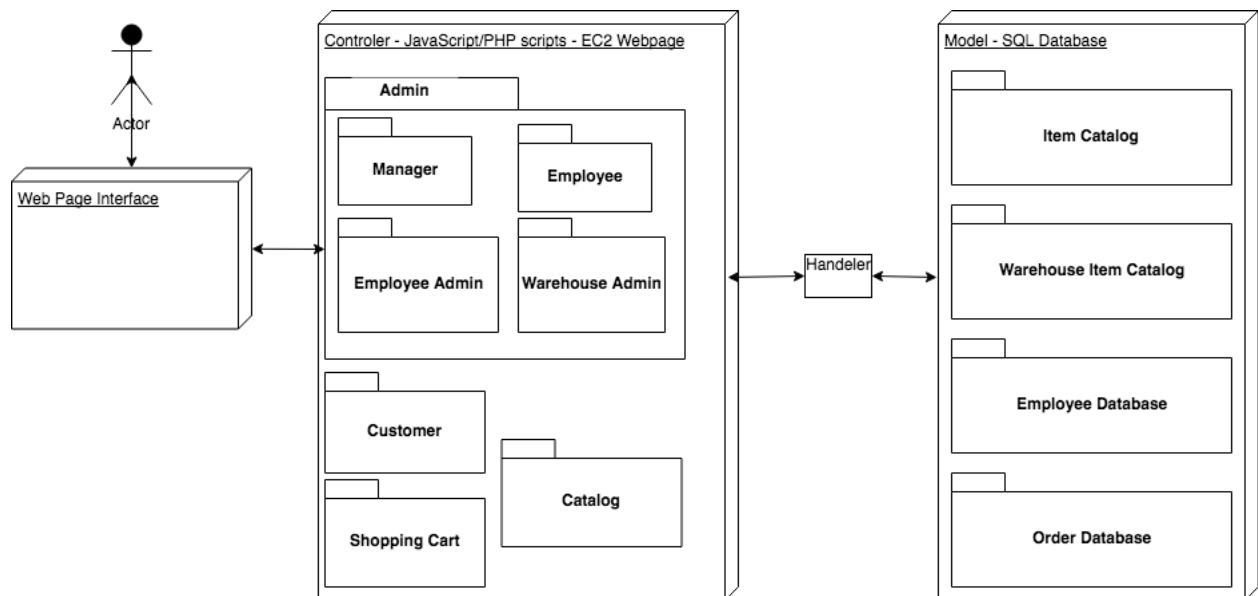 Actor
Web Page Interface
Controler - JavaScript/PHP scripts - EC2 Webpage
Admin
Manager
Employee
Employee Admin
Warehouse Admin
Customer
Catalog
Shopping Cart
Handeler
Model - SQL Database
Item Catalog
Warehouse Item Catalog
Employee Database
Order Database